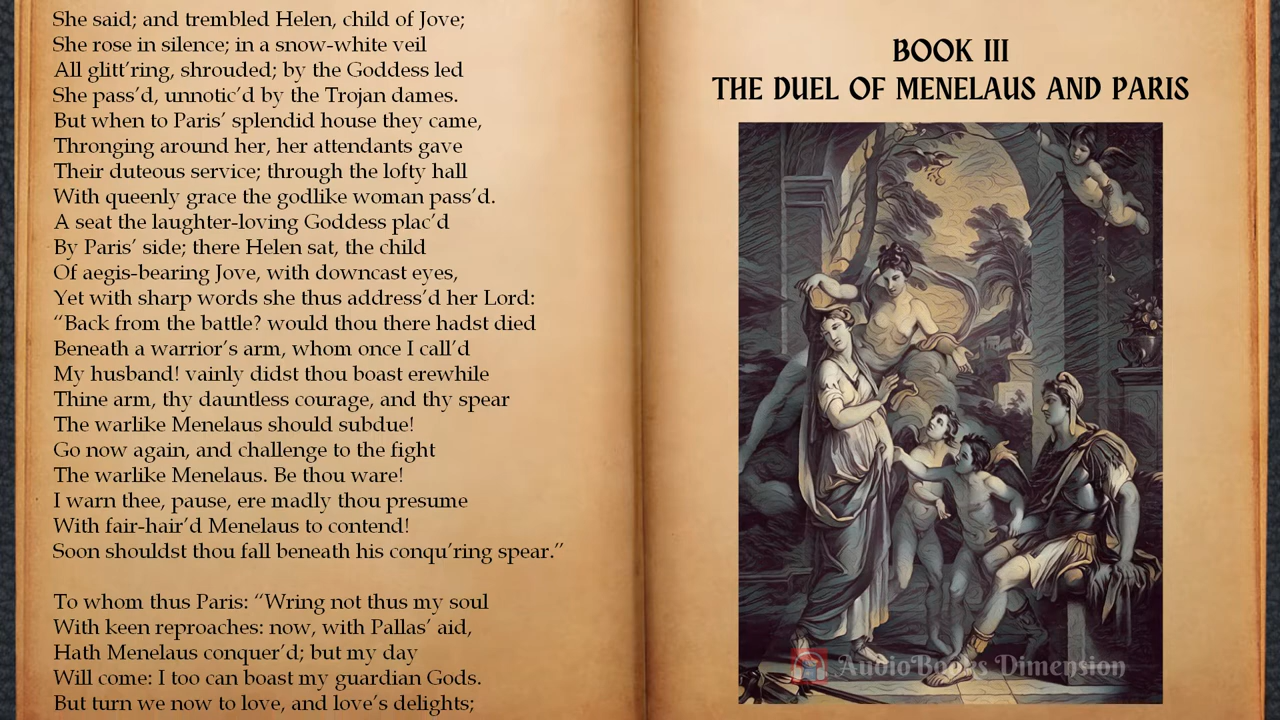 She said; and trembled Helen, child of Jove;
She rose in silence; in a snow-white veil
All glitt’ring, shrouded; by the Goddess led
She pass’d, unnotic’d by the Trojan dames.
But when to Paris’ splendid house they came,
Thronging around her, her attendants gave
Their duteous service; through the lofty hall
With queenly grace the godlike woman pass’d.
A seat the laughter-loving Goddess plac’d
By Paris’ side; there Helen sat, the child
Of aegis-bearing Jove, with downcast eyes,
Yet with sharp words she thus address’d her Lord:
“Back from the battle? would thou there hadst died
Beneath a warrior’s arm, whom once I call’d
My husband! vainly didst thou boast erewhile
Thine arm, thy dauntless courage, and thy spear
The warlike Menelaus should subdue!
Go now again, and challenge to the fight
The warlike Menelaus. Be thou ware!
I warn thee, pause, ere madly thou presume
With fair-hair’d Menelaus to contend!
Soon shouldst thou fall beneath his conqu’ring spear.”

To whom thus Paris: “Wring not thus my soul
With keen reproaches: now, with Pallas’ aid,
Hath Menelaus conquer’d; but my day
Will come: I too can boast my guardian Gods.
But turn we now to love, and love’s delights;
BOOK III
THE DUEL OF MENELAUS AND PARIS
AudioBooks Dimension